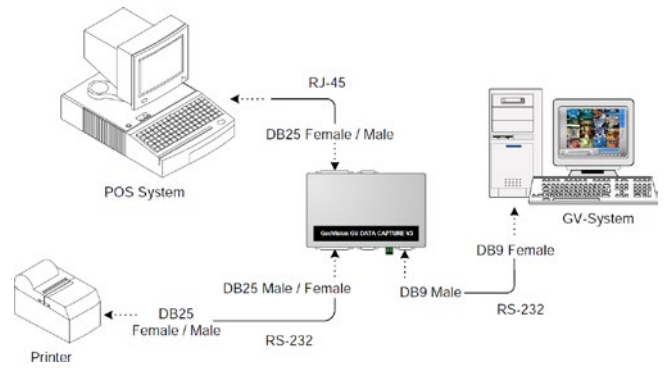 RJ-45
DB25 Female / Male
POS System
GV-System
GeoVision GV-DATA CAPTURE V3
DB9 Female
DB25 Male / Female
DB9 Male
DB25
Female / Male
RS-232
RS-232
Printer